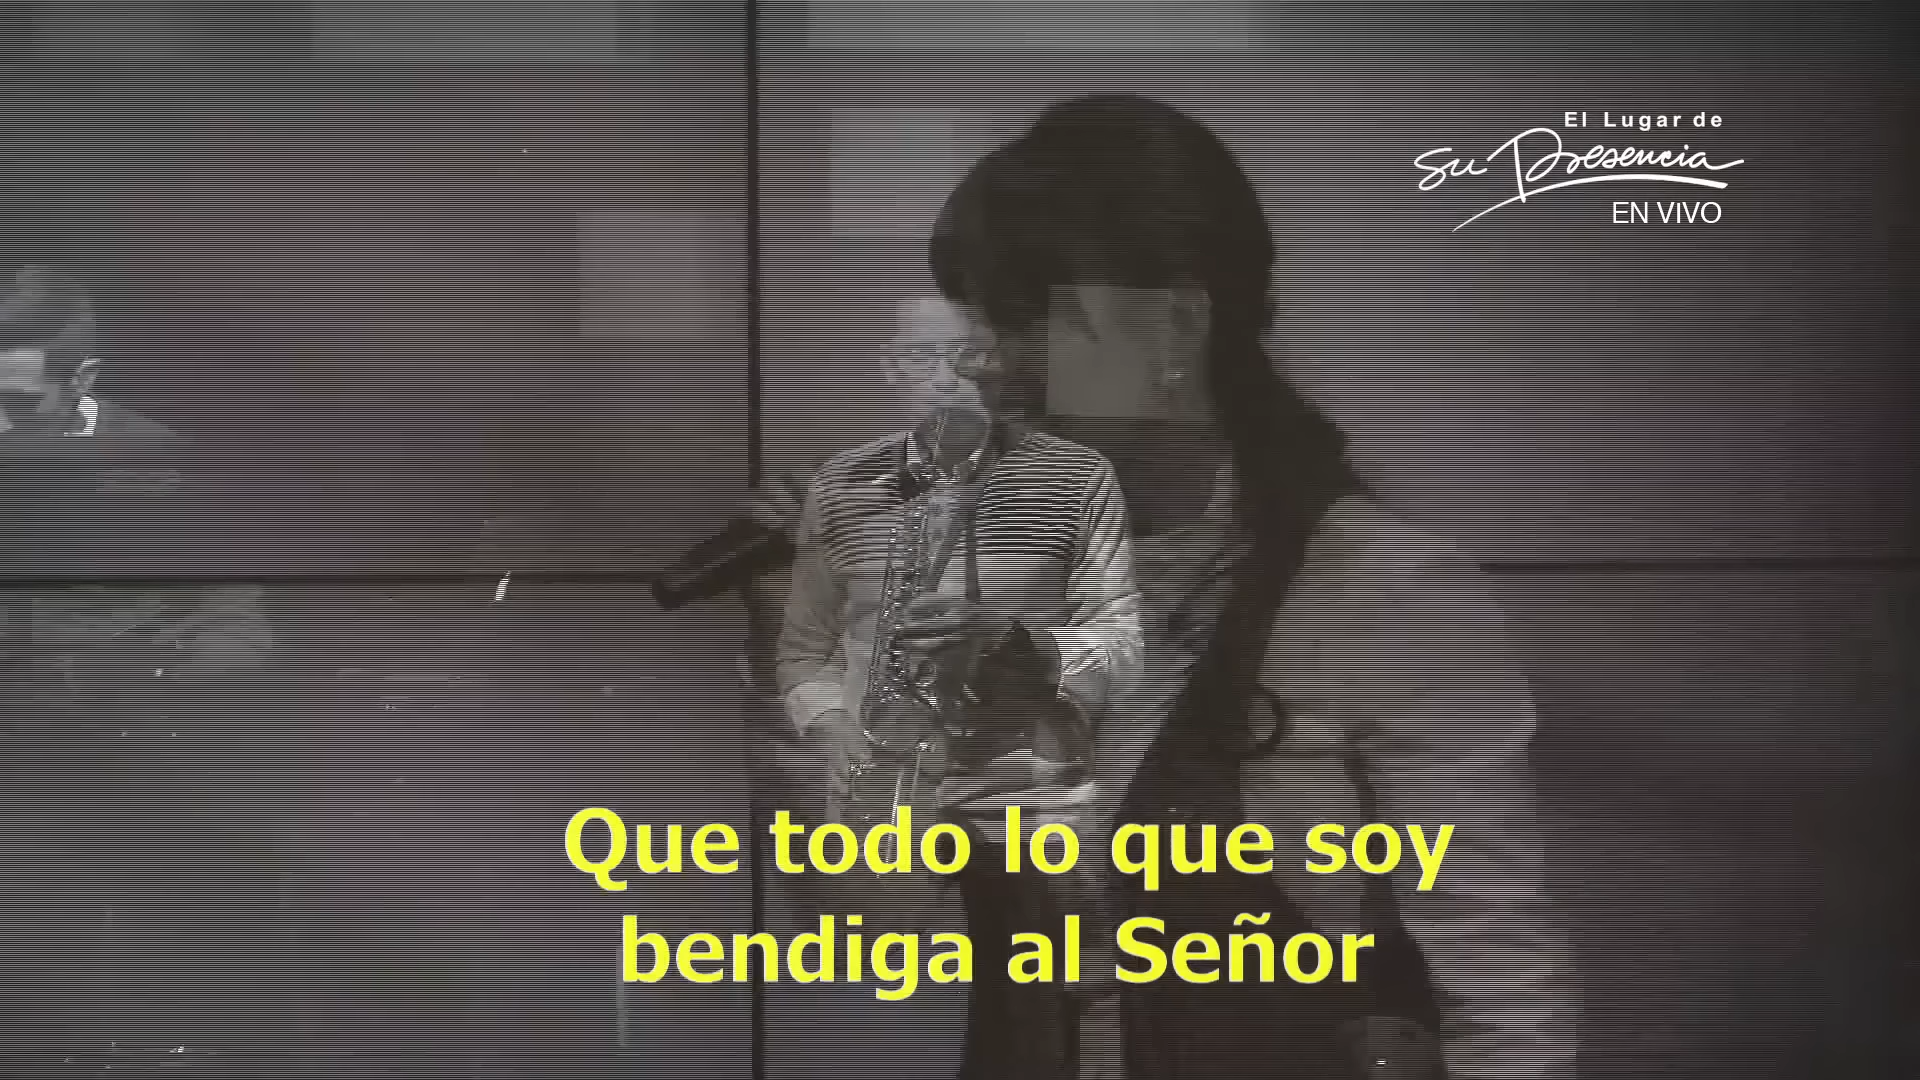 El Lugar de
Su Presencia
EN VIVO
Que todo lo que soy
bendiga al Señor